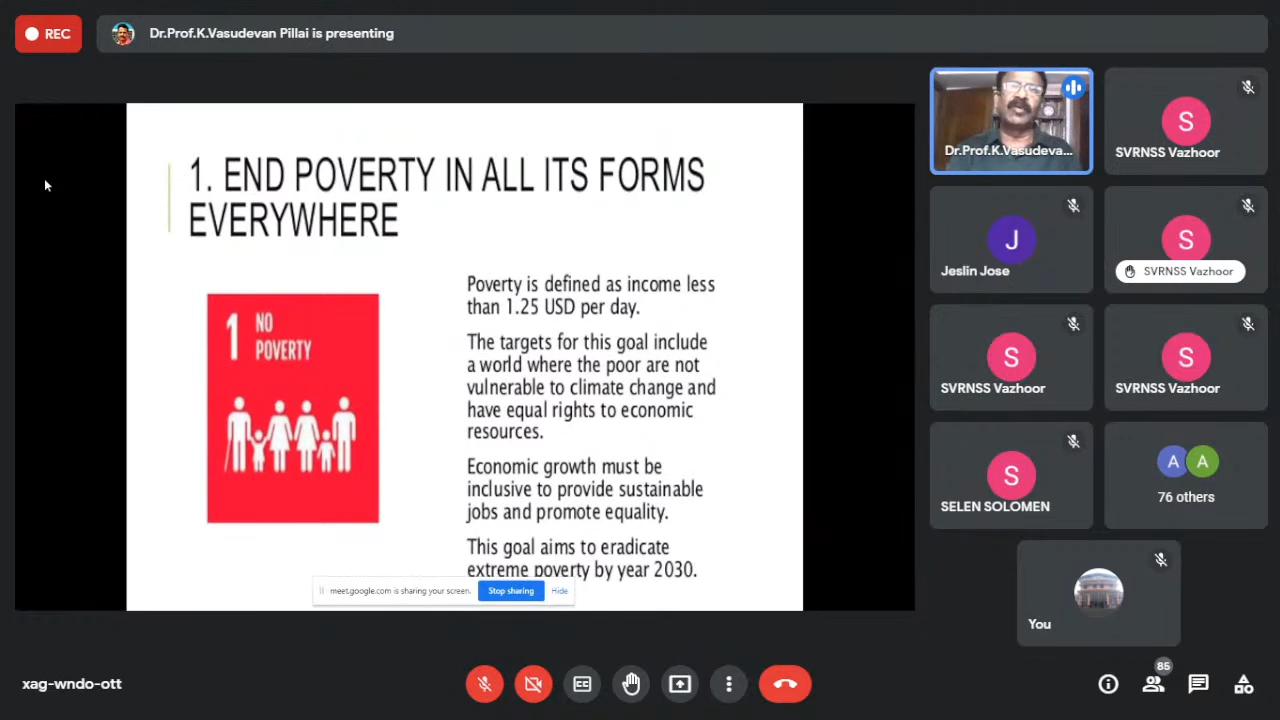 REC
Dr.Prof.K.Vasudevan Pillai is presenting
1. END POVERTY IN ALL ITS FORMS
EVERYWHERE
1 NO
POVERTY
Poverty is defined as income less
than 1.25 USD per day.
The targets for this goal include
a world where the poor are not
vulnerable to climate change and
have equal rights to economic
resources.
Economic growth must be
inclusive to provide sustainable
jobs and promote equality.
This goal aims to eradicate
extreme poverty by year 2030.
meet.google.com is sharing your screen.
Stop sharing
Hide
Dr.Prof.K.Vasudeva...
S
SVRNSS Vazhoor
J
Jeslin Jose
S
SVRNSS Vazhoor
S
SVRNSS Vazhoor
S
SVRNSS Vazhoor
S
SELEN SOLOMEN
A A
76 others
You
xag-wndo-ott
CC
85